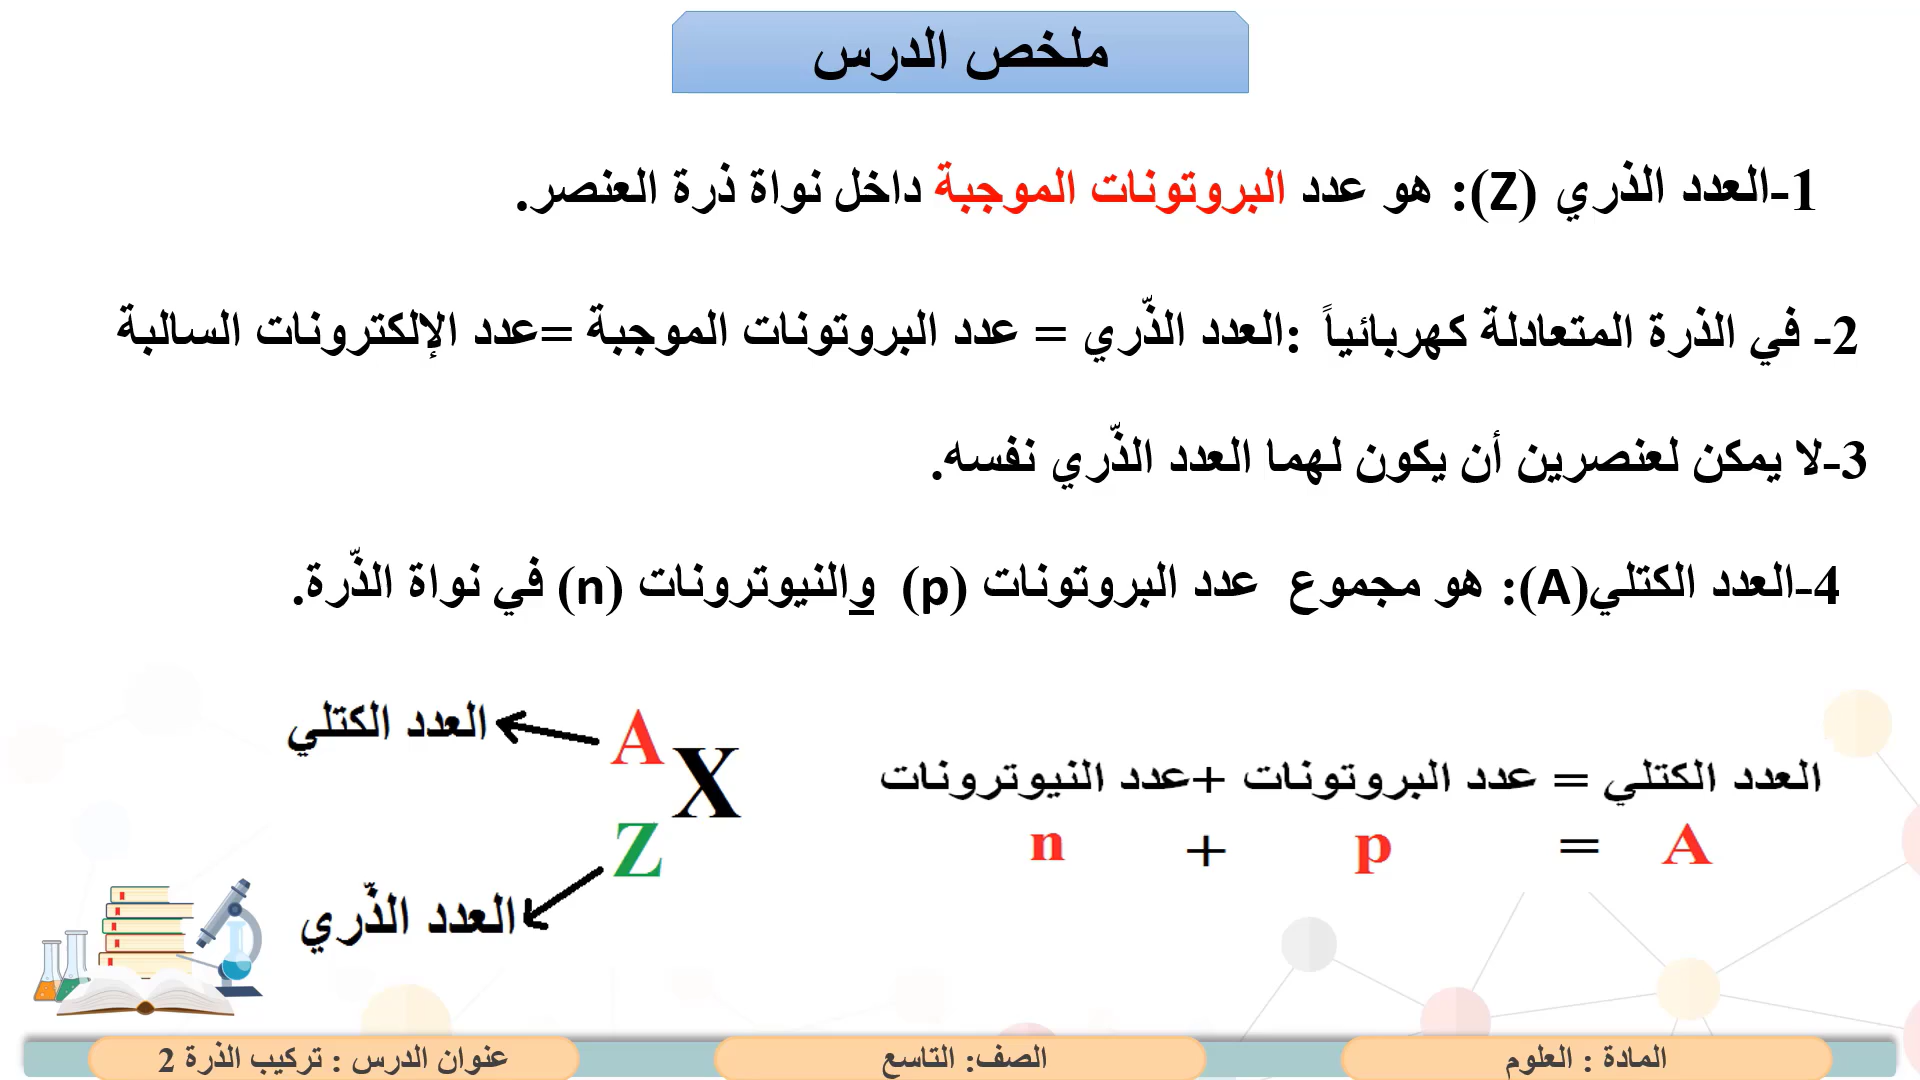 ملخص الدرس
1-العدد الذري (Z): هو عدد البروتونات الموجبة داخل نواة ذرة العنصر.
2- في الذرة المتعادلة كهربائياً :العدد الذّري = عدد البروتونات الموجبة =عدد الإلكترونات السالبة
3-لا يمكن لعنصرين أن يكون لهما العدد الذّري نفسه.
4-العدد الكتلي(A): هو مجموع عدد البروتونات (p) والنيوترونات (n) في نواة الذّرة.
العدد الكتلي = عدد البروتونات +عدد النيوترونات
A = p + n
العدد الكتلي
A
X
Z
العدد الذّري
المادة : العلوم
الصف: التاسع
عنوان الدرس : تركيب الذرة 2